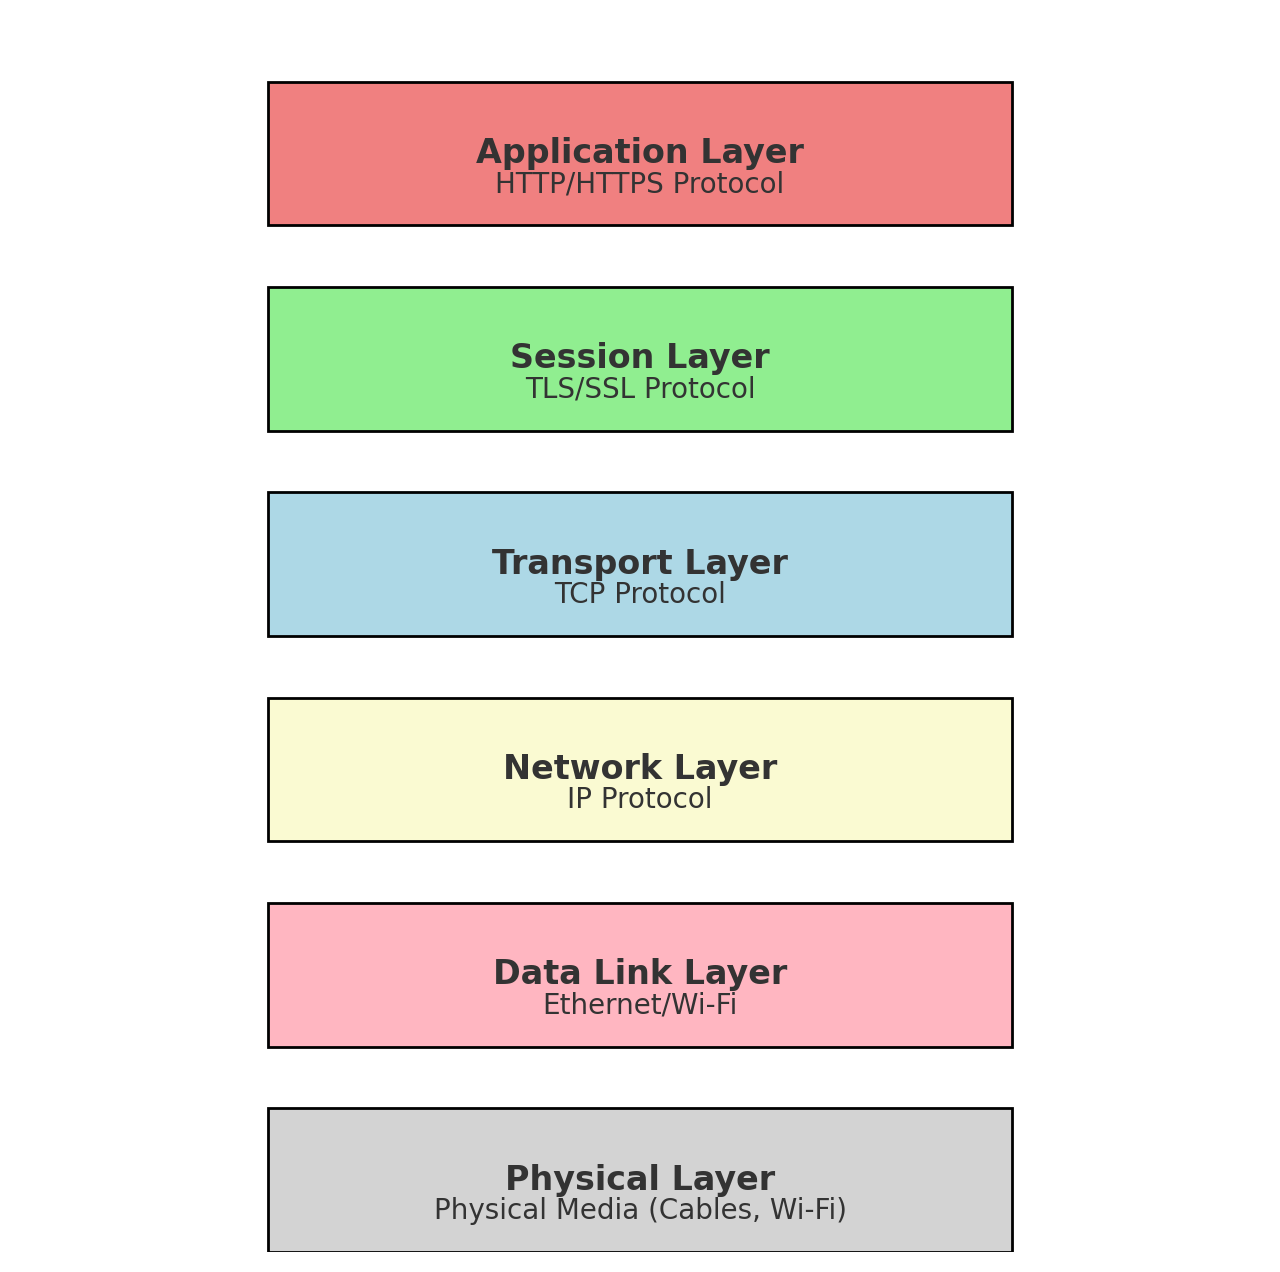 Application Layer
HTTP/HTTPS Protocol
Session Layer
TLS/SSL Protocol
Transport Layer
TCP Protocol
Network Layer
IP Protocol
Data Link Layer
Ethernet/Wi-Fi
Physical Layer
Physical Media (Cables, Wi-Fi)